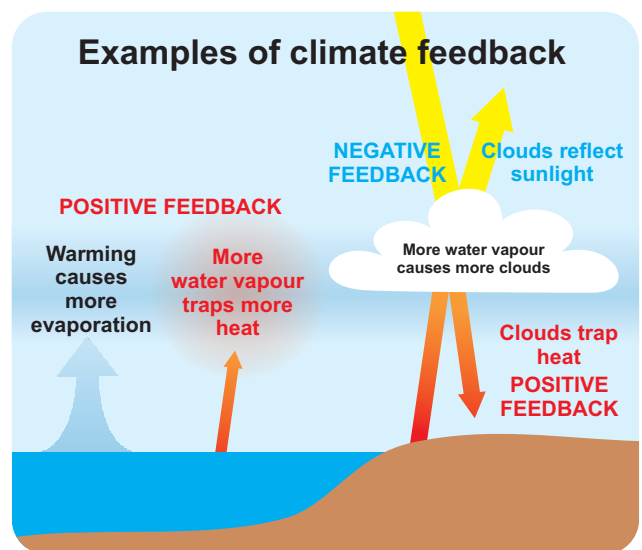 Examples of climate feedback
NEGATIVE
FEEDBACK
Clouds reflect
sunlight
POSITIVE FEEDBACK
Warming
causes
more
evaporation
More
water vapour
traps more
heat
More water vapour
causes more clouds
Clouds trap
heat
POSITIVE
FEEDBACK